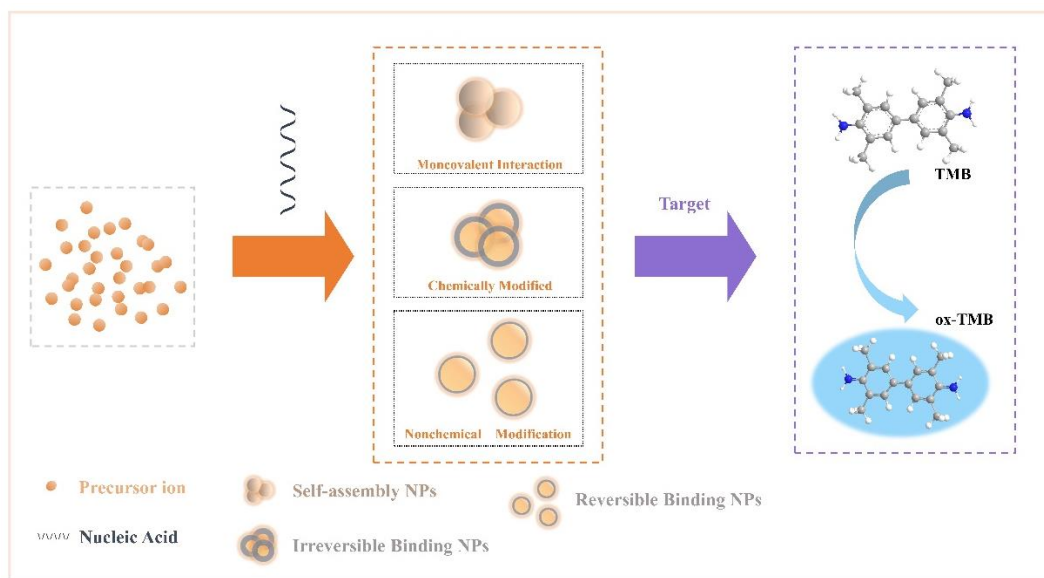 Moncovalent Interaction
Chemically Modified
Nonchemical Modification
Target
TMB
ox-TMB
Precursor ion
Self-assembly NPs
Reversible Binding NPs
Nucleic Acid
Irreversible Binding NPs